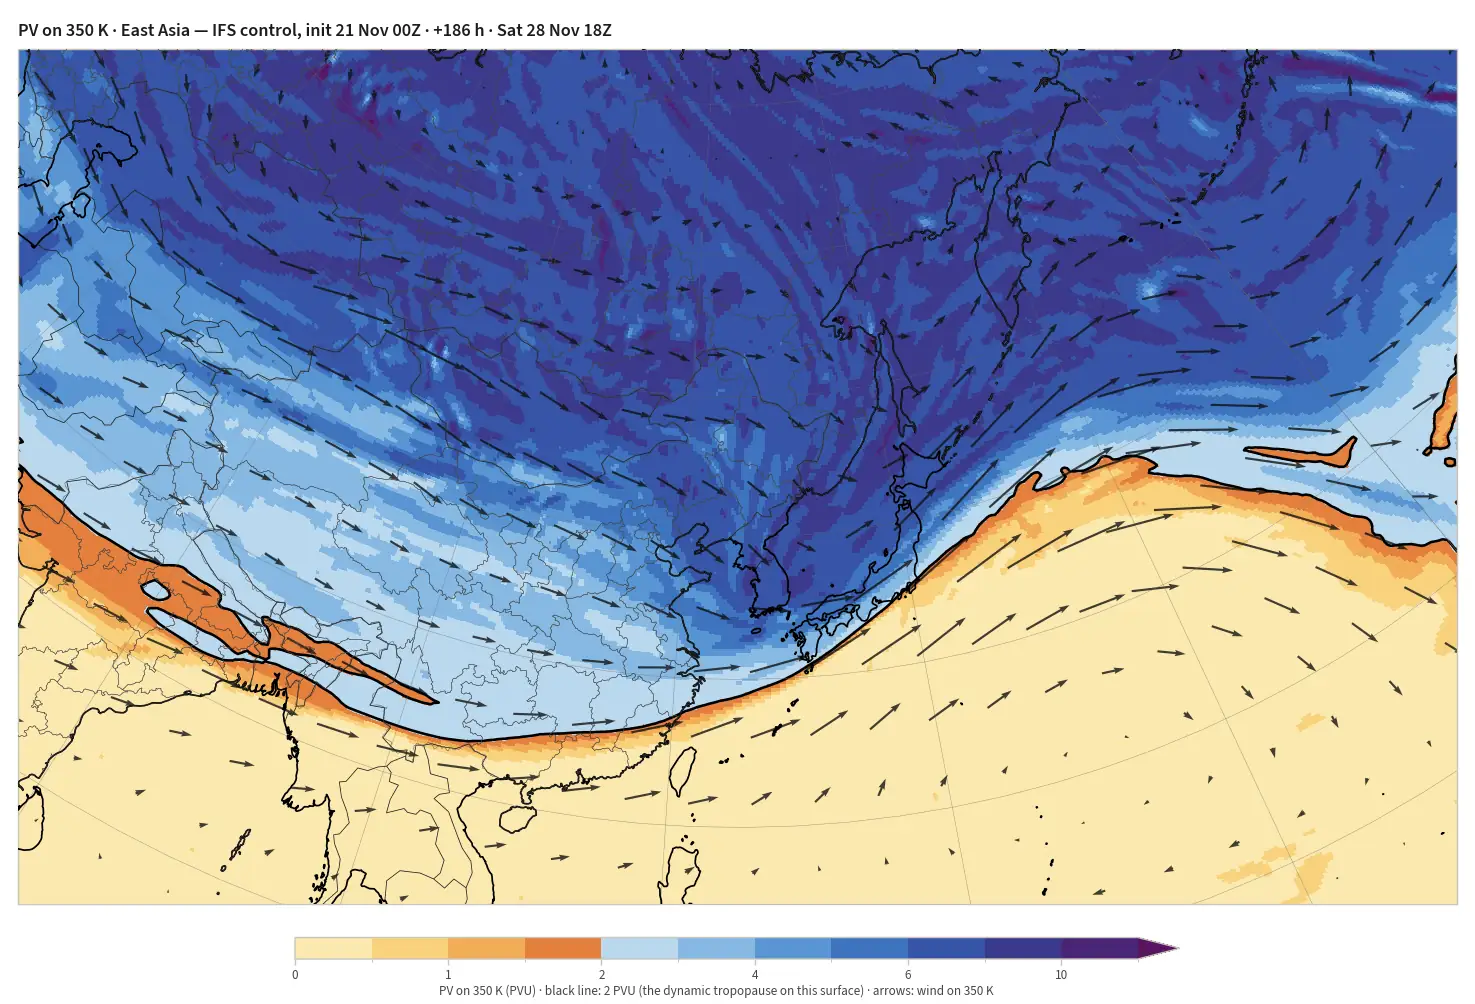 PV on 350 K · East Asia — IFS control, init 21 Nov 00Z · +186 h · Sat 28 Nov 18Z
0 1 2 4 6 10
PV on 350 K (PVU) · black line: 2 PVU (the dynamic tropopause on this surface) · arrows: wind on 350 K